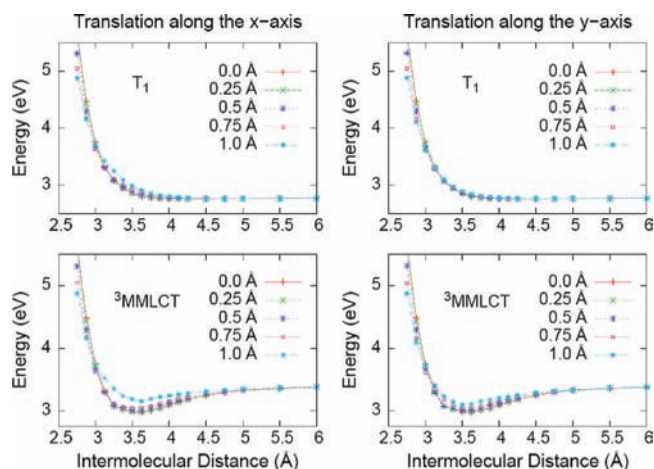 Translation along the x-axis
Translation along the y-axis
Energy (eV)
5
4
3
T1
0.0 Å
0.25 Å
0.5 Å
0.75 Å
1.0 Å
2.5 3 3.5 4 4.5 5 5.5 6
Energy (eV)
5
4
3
T1
0.0 Å
0.25 Å
0.5 Å
0.75 Å
1.0 Å
2.5 3 3.5 4 4.5 5 5.5 6
Energy (eV)
5
4
3
3MMLCT
0.0 Å
0.25 Å
0.5 Å
0.75 Å
1.0 Å
2.5 3 3.5 4 4.5 5 5.5 6
Intermolecular Distance (Å)
Energy (eV)
5
4
3
3MMLCT
0.0 Å
0.25 Å
0.5 Å
0.75 Å
1.0 Å
2.5 3 3.5 4 4.5 5 5.5 6
Intermolecular Distance (Å)